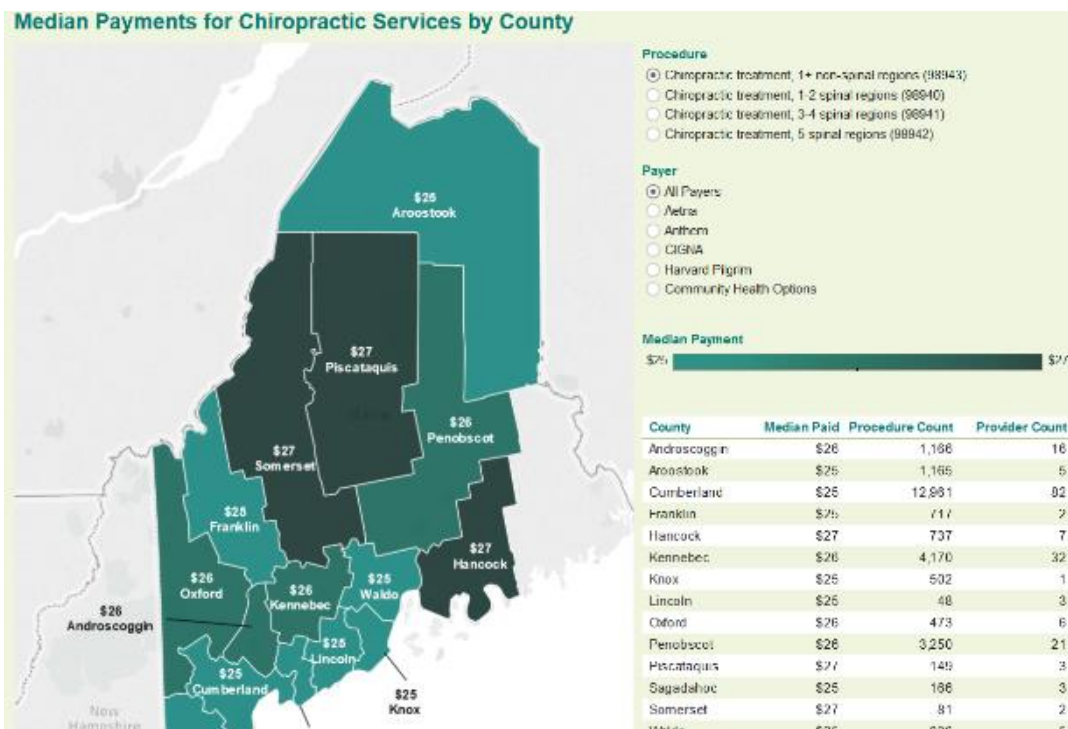 Median Payments for Chiropractic Services by County
$25
Aroostook
$27
Piscataquis
$26
Penobscot
$27
Somerset
$25
Franklin
$27
Hancock
$26
Oxford
$26
Kennebec
$25
Waldo
$26
Androscoggin
$25
Lincoln
$25
Cumberland
$25
Knox
New
Hampshire
Procedure
Chiropractic treatment, 1+ non-spinal regions (98943)
Chiropractic treatment, 1-2 spinal regions (98940)
Chiropractic treatment, 3-4 spinal regions (98941)
Chiropractic treatment, 5 spinal regions (98942)
Payer
All Payers
Aetna
Anthem
CIGNA
Harvard Pilgrim
Community Health Options
Median Payment
$25 $27
County Median Paid Procedure Count Provider Count
Androscoggin $26 1,166 16
Aroostook $25 1,165 5
Cumberland $25 12,961 82
Franklin $25 717 2
Hancock $27 737 7
Kennebec $26 4,170 32
Knox $25 502 1
Lincoln $25 48 3
Oxford $26 473 6
Penobscot $26 3,250 21
Piscataquis $27 149 3
Sagadahoc $25 166 3
Somerset $27 81 2